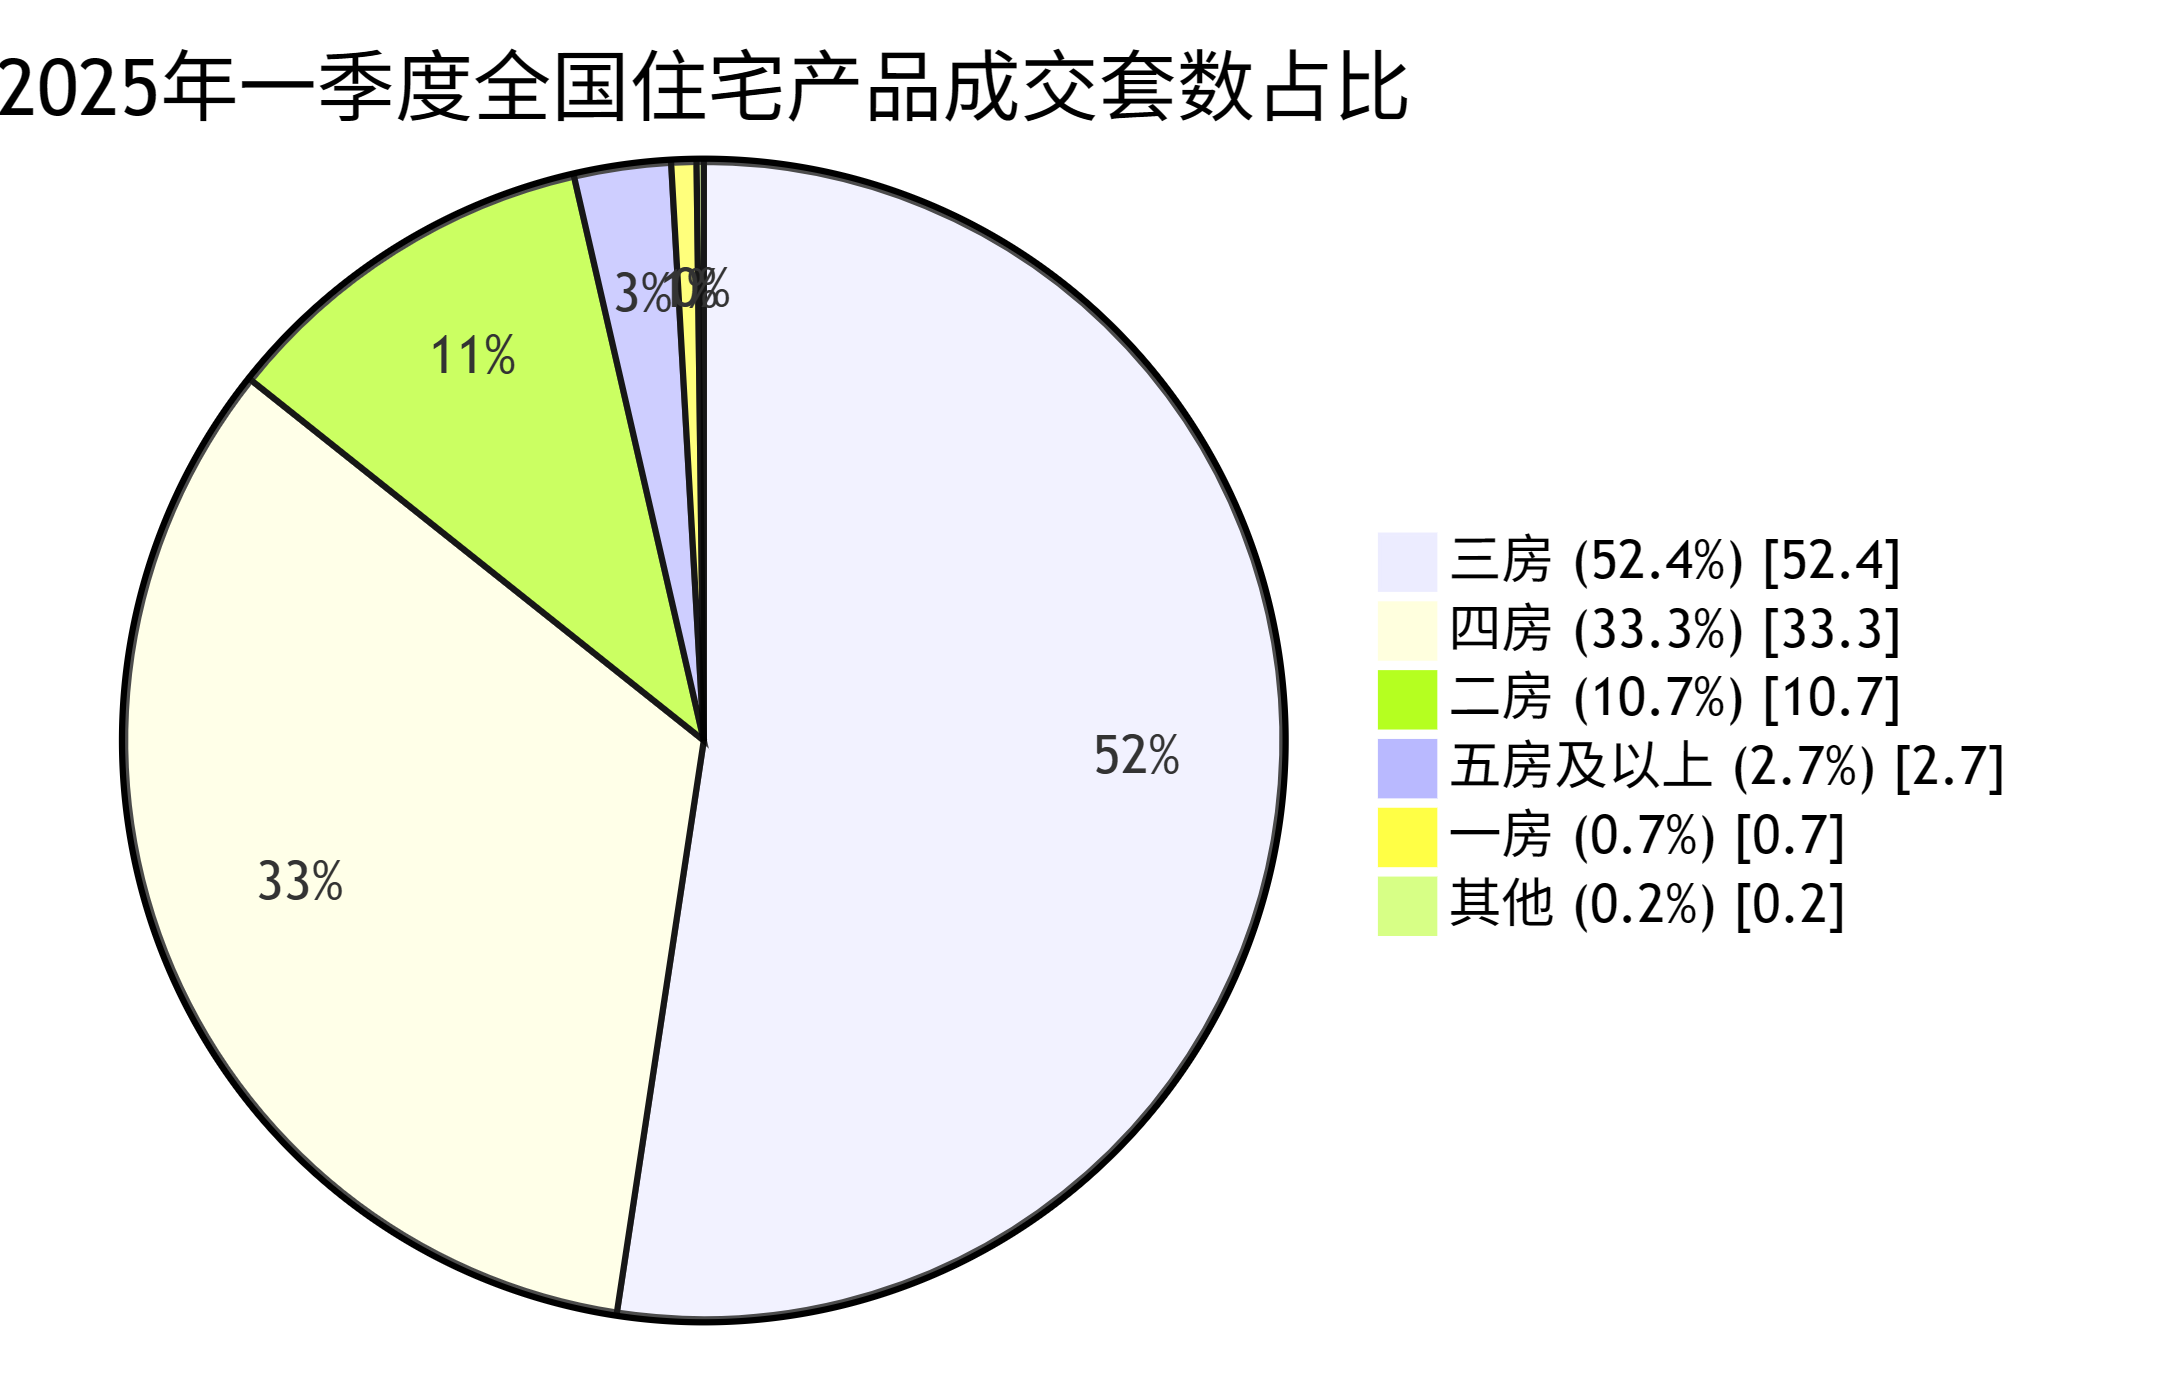 2025年一季度全国住宅产品成交套数占比
3%
1%
0%
11%
52%
33%
三房 (52.4%) [52.4]
四房 (33.3%) [33.3]
二房 (10.7%) [10.7]
五房及以上 (2.7%) [2.7]
一房 (0.7%) [0.7]
其他 (0.2%) [0.2]